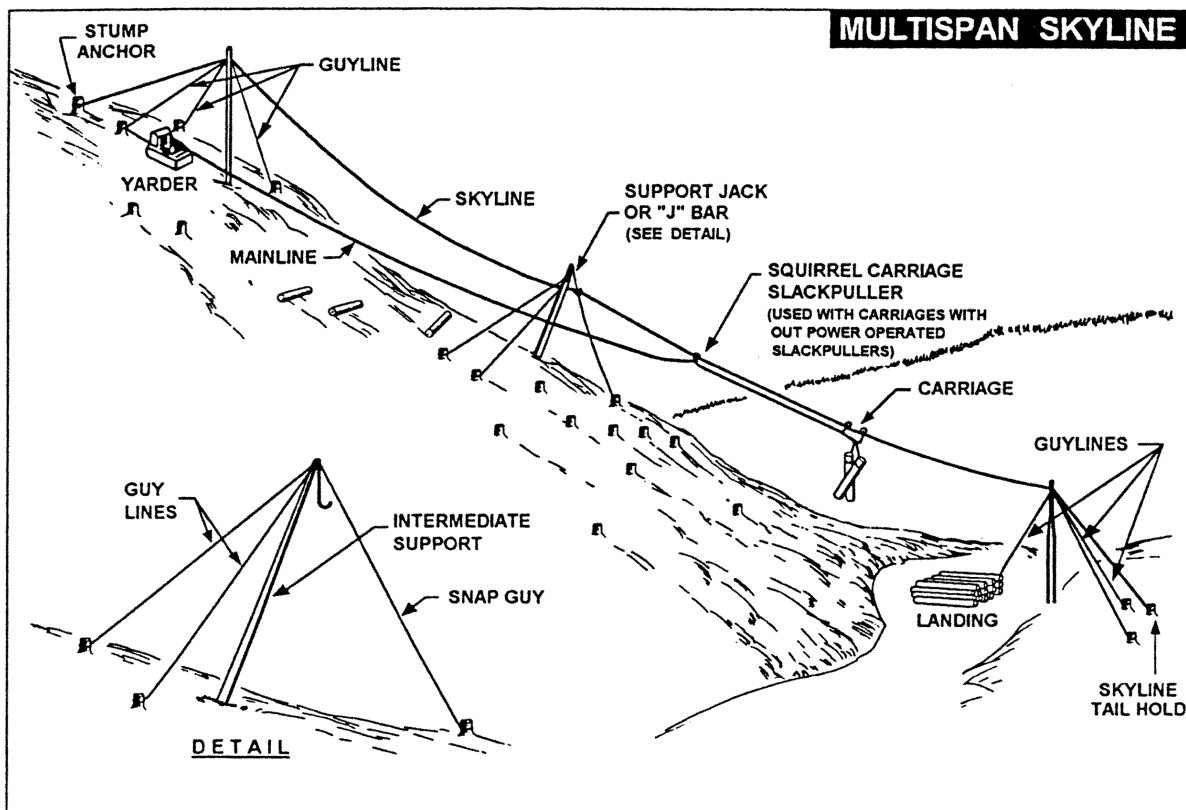 MULTISPAN SKYLINE
STUMP
ANCHOR
GUYLINE
YARDER
SKYLINE
MAINLINE
SUPPORT JACK
OR "J" BAR
(SEE DETAIL)
SQUIRREL CARRIAGE
SLACKPULLER
(USED WITH CARRIAGES WITH
OUT POWER OPERATED
SLACKPULLERS)
CARRIAGE
GUYLINES
GUY
LINES
INTERMEDIATE
SUPPORT
SNAP GUY
LANDING
SKYLINE
TAIL HOLD
DETAIL